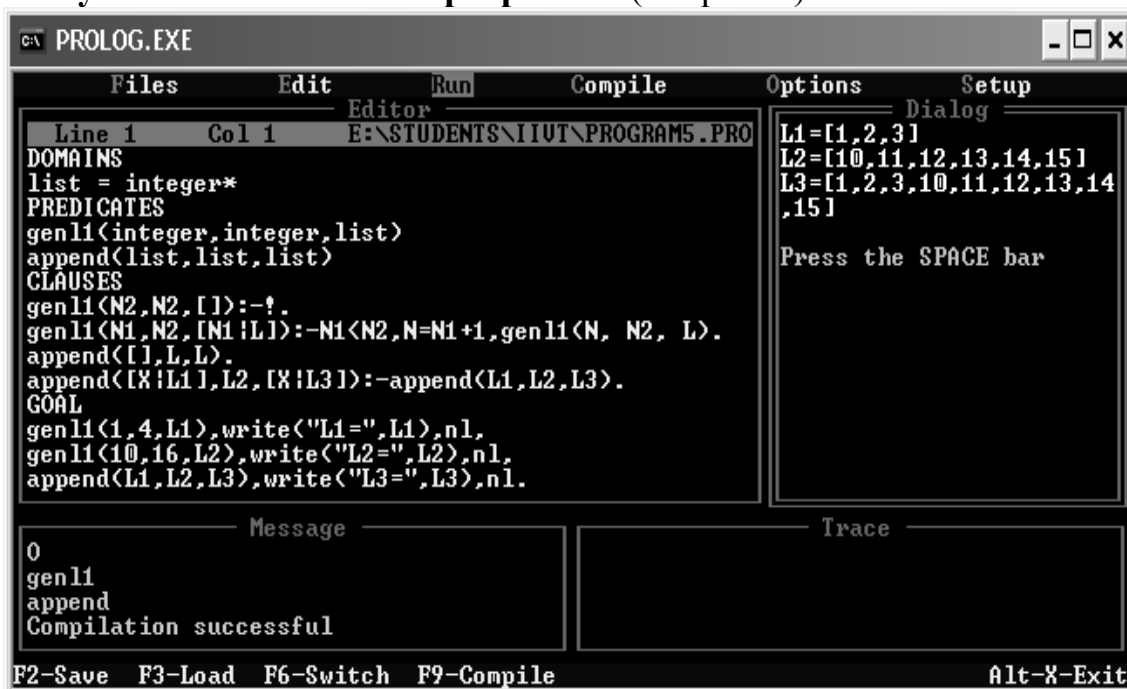 PROLOG.EXE
Files Edit Run Compile Options Setup
Editor
Line 1 Col 1 E:\STUDENTS\IIVT\PROGRAM5.PRO
DOMAINS
list = integer*
PREDICATES
genl1(integer,integer,list)
append(list,list,list)
CLAUSES
genl1(N2,N2,[]):-!.
genl1(N1,N2,[N1|L]):-N1<N2,N=N1+1,genl1(N, N2, L).
append([],L,L).
append([X|L1],L2,[X|L3]):-append(L1,L2,L3).
GOAL
genl1(1,4,L1),write("L1=",L1),nl,
genl1(10,16,L2),write("L2=",L2),nl,
append(L1,L2,L3),write("L3=",L3),nl.
Dialog
L1=[1,2,3]
L2=[10,11,12,13,14,15]
L3=[1,2,3,10,11,12,13,14
,15]
Press the SPACE bar
Message
O
genl1
append
Compilation successful
Trace
F2-Save F3-Load F6-Switch F9-Compile Alt-X-Exit